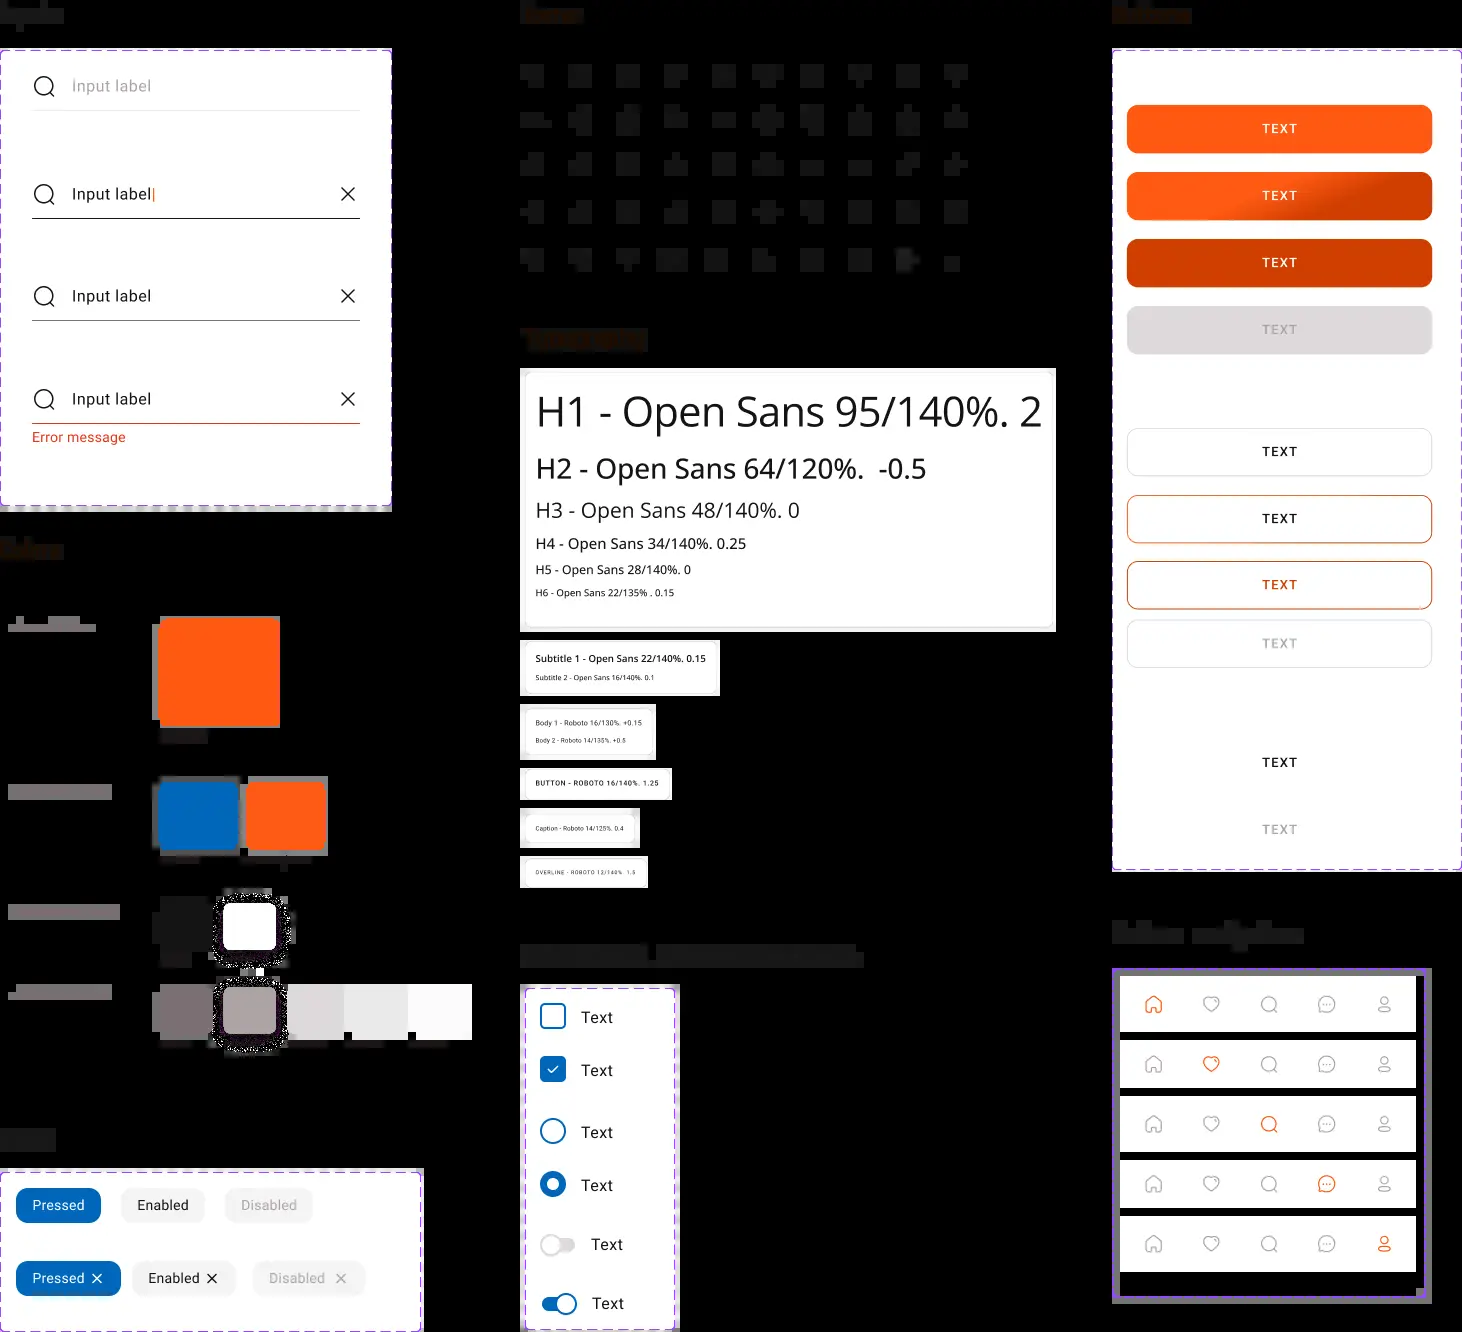 Input label
Input label
Input label
Input label
Error message
Pressed
Enabled
Disabled
Pressed
Enabled
Disabled
H1 - Open Sans 95/140%. 2
H2 - Open Sans 64/120%. -0.5
H3 - Open Sans 48/140%. 0
H4 - Open Sans 34/140%. 0.25
H5 - Open Sans 28/140%. 0
H6 - Open Sans 22/135% . 0.15
Subtitle 1 - Open Sans 22/140%. 0.15
Subtitle 2 - Open Sans 16/140%. 0.1
Body 1 - Roboto 16/130%. +0.15
Body 2 - Roboto 14/135%. +0.5
BUTTON - ROBOTO 16/140%. 1.25
Caption - Roboto 14/125%. 0.4
OVERLINE - ROBOTO 12/140% 1.5
Text
Text
Text
Text
Text
Text
TEXT
TEXT
TEXT
TEXT
TEXT
TEXT
TEXT
TEXT
TEXT
TEXT